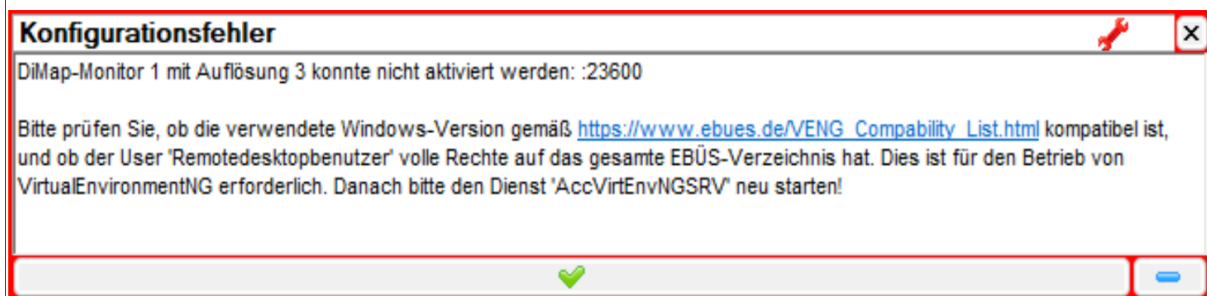 Konfigurationsfehler
DiMap-Monitor 1 mit Auflösung 3 konnte nicht aktiviert werden: :23600
Bitte prüfen Sie, ob die verwendete Windows-Version gemäß https://www.ebues.de/VENG_Compability_List.html kompatibel ist,
und ob der User 'Remotedesktopbenutzer' volle Rechte auf das gesamte EBÜS-Verzeichnis hat. Dies ist für den Betrieb von
VirtualEnvironmentNG erforderlich. Danach bitte den Dienst 'AccVirtEnvNGSRV' neu starten!